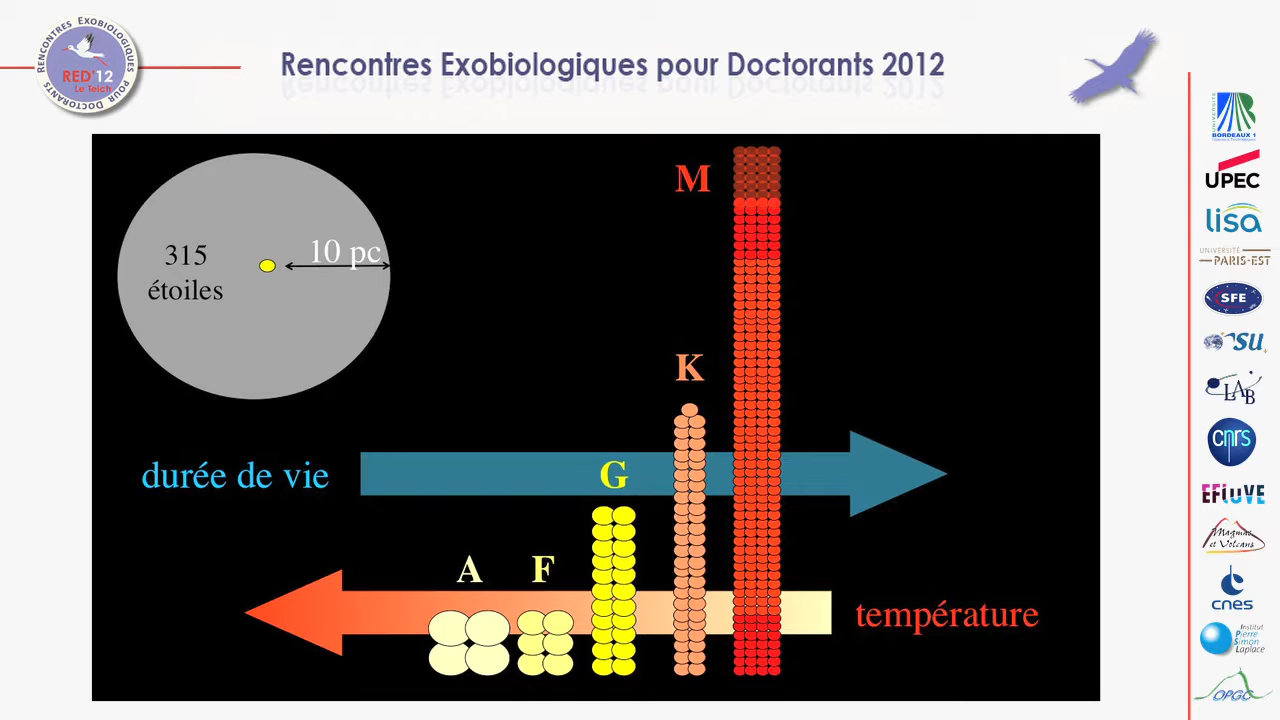 RENCONTRES EXOBIOLOGIQUES POUR DOCTORANTS
RED'12
Le Teich
Rencontres Exobiologiques pour Doctorants 2012
315
étoiles
10 pc
M
K
durée de vie
G
A
F
température
UNIVERSITÉ
BORDEAUX 1
UPEC
lisa
UNIVERSITÉ
PARIS-EST
SFE
SU
LAB
cnrs
EFLUVE
Magmas
et Volcans
cnes
Institut
Pierre
Simon
Laplace
OPGC